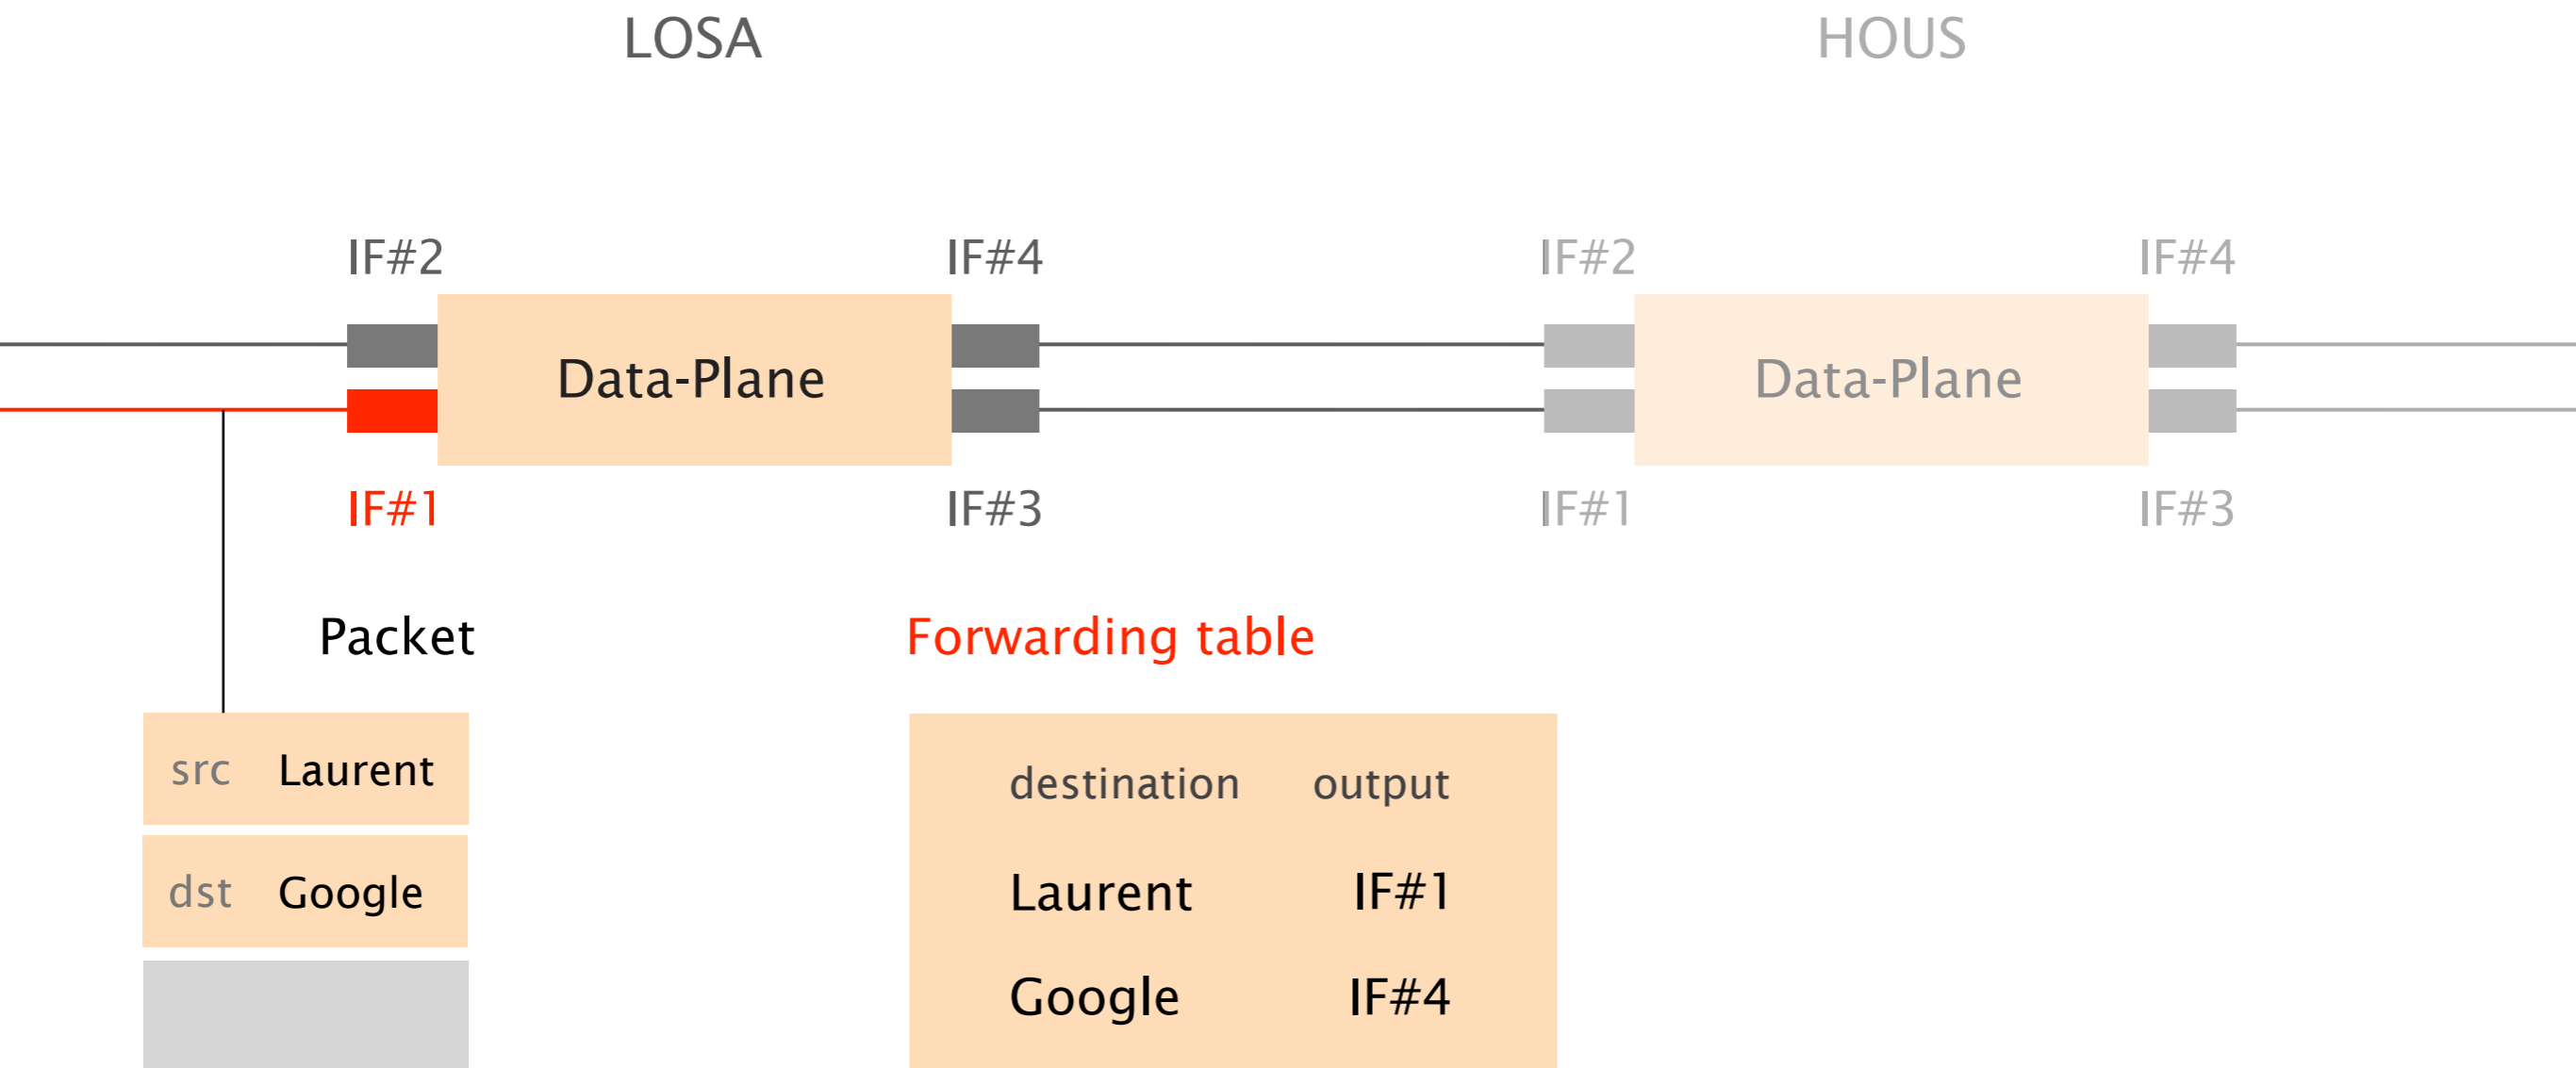 LOSA HOUS
IF#2 IF#4 IF#2 IF#4
Data-Plane Data-Plane
IF#1 IF#3 IF#1 IF#3
Packet Forwarding table
src Laurent
destination output
dst Google
Laurent IF#1
Google IF#4